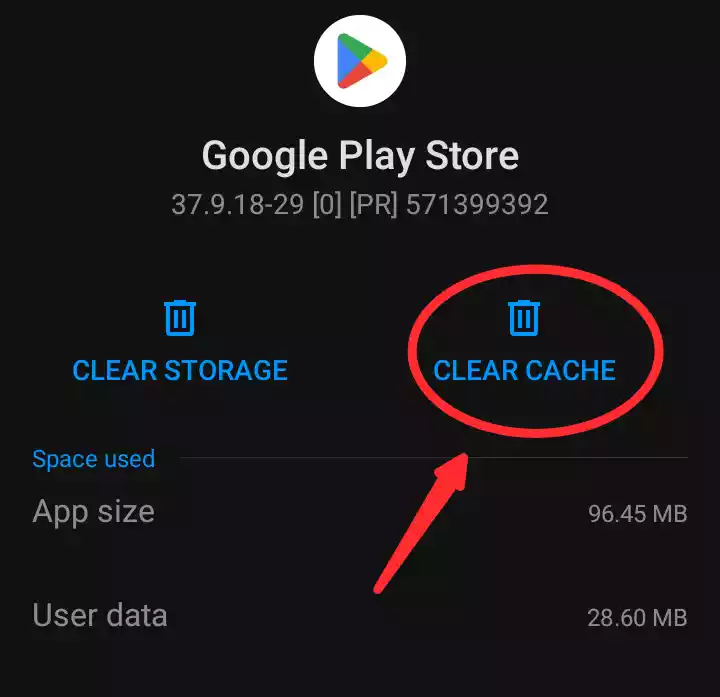 Google Play Store
37.9.18-29 [0] [PR] 571399392
CLEAR STORAGE
CLEAR CACHE
Space used
App size
96.45 MB
User data
28.60 MB